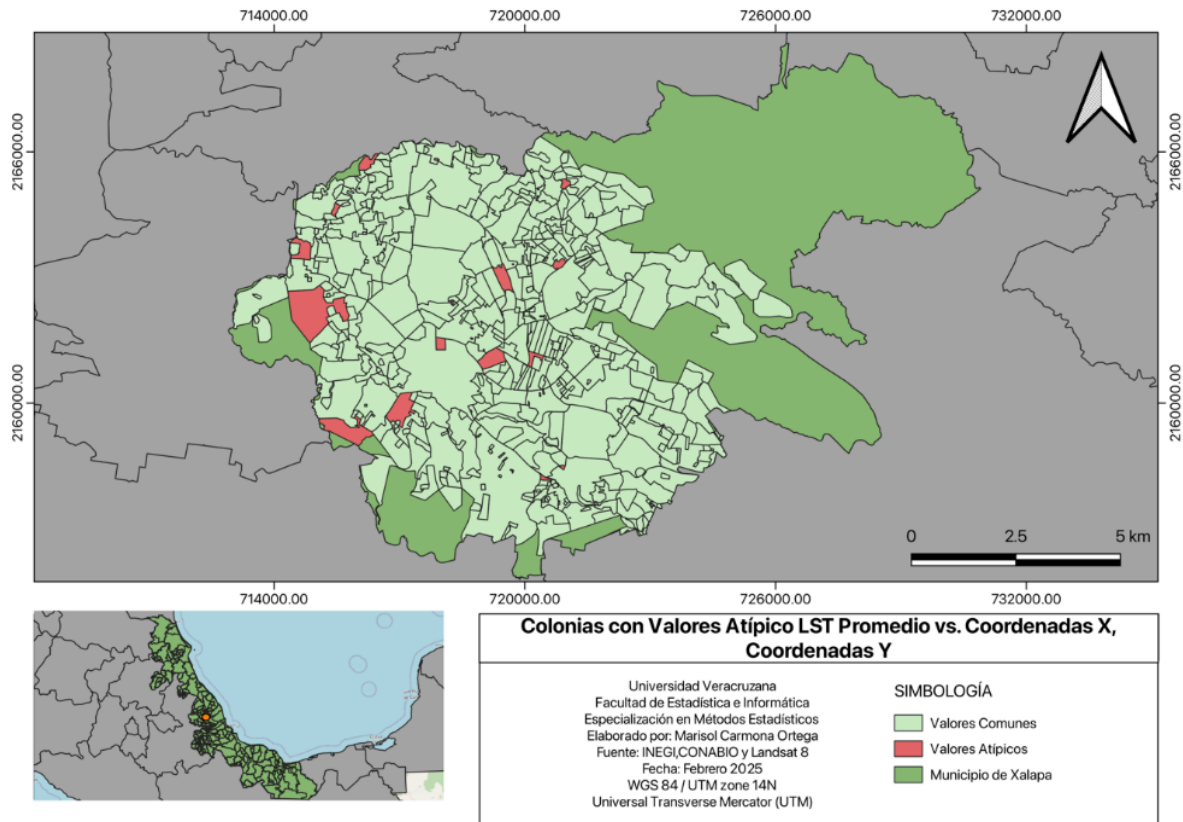 714000.00 720000.00 726000.00 732000.00
2166000.00 2166000.00
2160000.00 2160000.00
0 2.5 5 km
714000.00 720000.00 726000.00 732000.00
Colonias con Valores Atípico LST Promedio vs. Coordenadas X,
Coordenadas Y
Universidad Veracruzana
Facultad de Estadística e Informática
Especialización en Métodos Estadísticos
Elaborado por: Marisol Carmona Ortega
Fuente: INEGI,CONABIO y Landsat 8
Fecha: Febrero 2025
WGS 84 / UTM zone 14N
Universal Transverse Mercator (UTM)
SIMBOLOGÍA
Valores Comunes
Valores Atípicos
Municipio de Xalapa